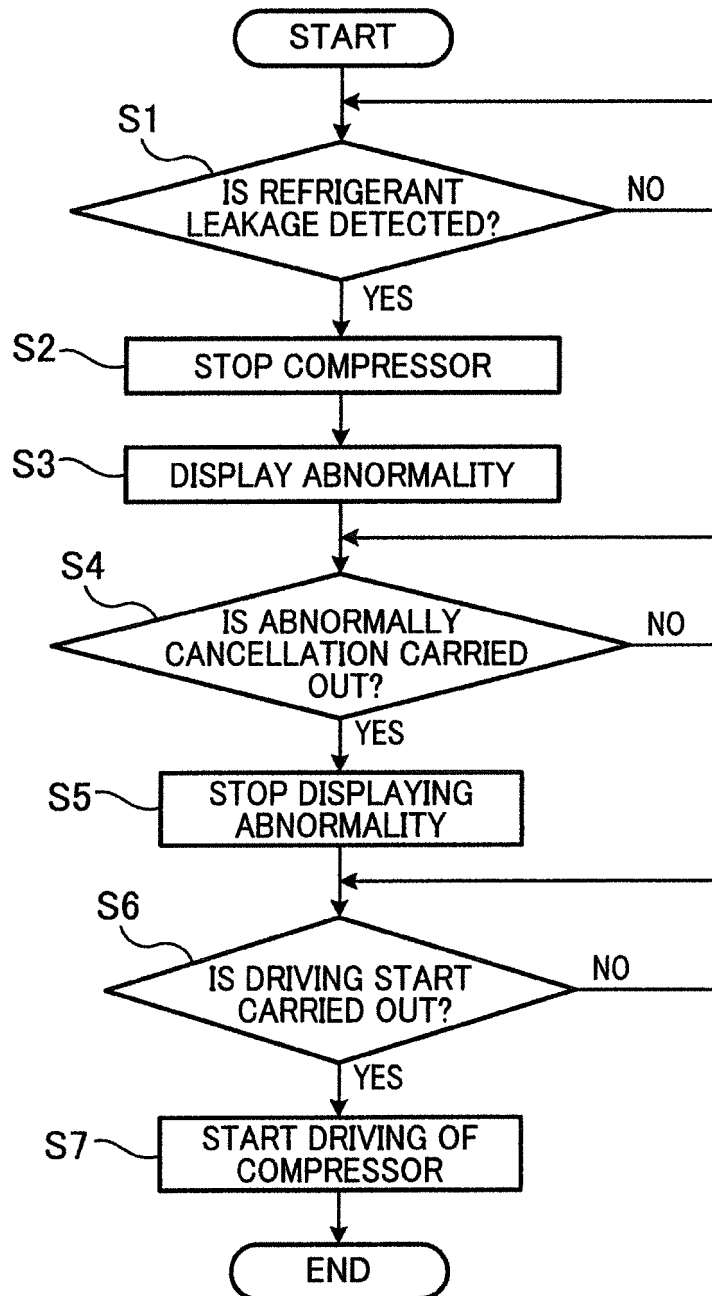 START
S1
IS REFRIGERANT
LEAKAGE DETECTED?
NO
YES
S2
STOP COMPRESSOR
S3
DISPLAY ABNORMALITY
S4
IS ABNORMALLY
CANCELLATION CARRIED
OUT?
NO
YES
S5
STOP DISPLAYING
ABNORMALITY
S6
IS DRIVING START
CARRIED OUT?
NO
YES
S7
START DRIVING OF
COMPRESSOR
END